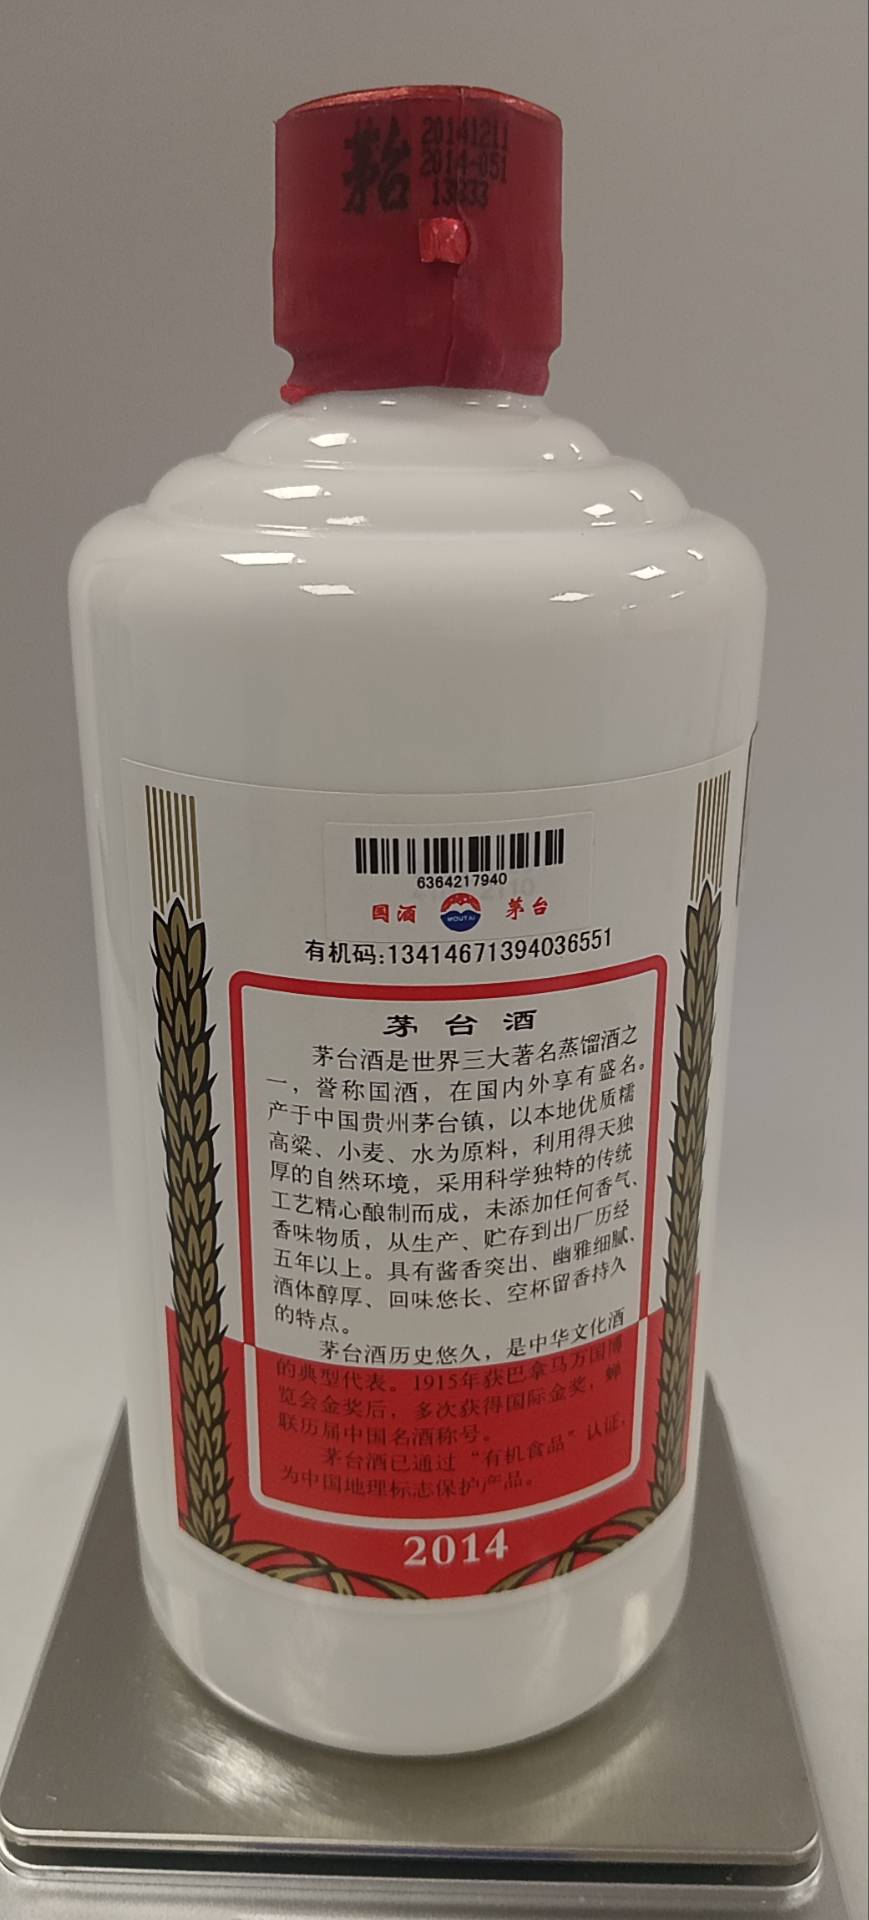 茅台
20141211
2014-051
13833
6364217940
国酒 MOUTAI 茅台
有机码:13414671394036551
茅台酒
茅台酒是世界三大著名蒸馏酒之
一，誉称国酒，在国内外享有盛名。
产于中国贵州茅台镇，以本地优质糯
高粱、小麦、水为原料，利用得天独
厚的自然环境，采用科学独特的传统
工艺精心酿制而成，未添加任何香气、
香味物质，从生产、贮存到出厂历经
五年以上。具有酱香突出、幽雅细腻、
酒体醇厚、回味悠长、空杯留香持久
的特点。
茅台酒历史悠久，是中华文化酒
的典型代表。1915年获巴拿马万国博
览会金奖后，多次获得国际金奖，蝉
联历届中国名酒称号。
茅台酒已通过“有机食品”认证，
为中国地理标志保护产品。
2014